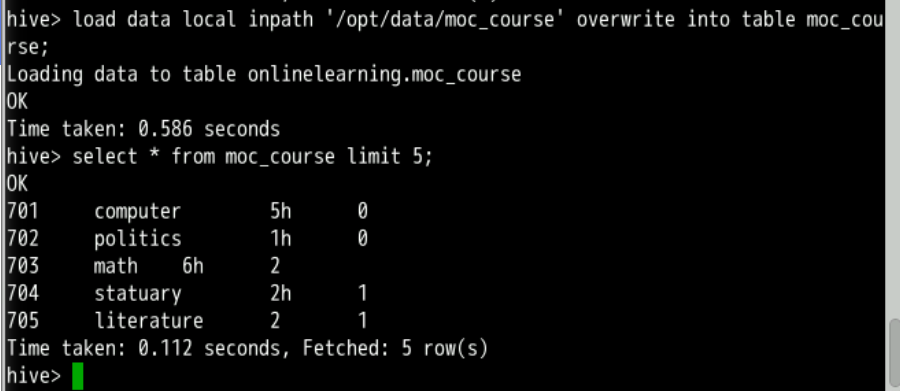 hive> load data local inpath '/opt/data/moc_course' overwrite into table moc_cou
rse;
Loading data to table onlinelearning.moc_course
OK
Time taken: 0.586 seconds
hive> select * from moc_course limit 5;
OK
701 computer 5h 0
702 politics 1h 0
703 math 6h 2
704 statuary 2h 1
705 literature 2 1
Time taken: 0.112 seconds, Fetched: 5 row(s)
hive>